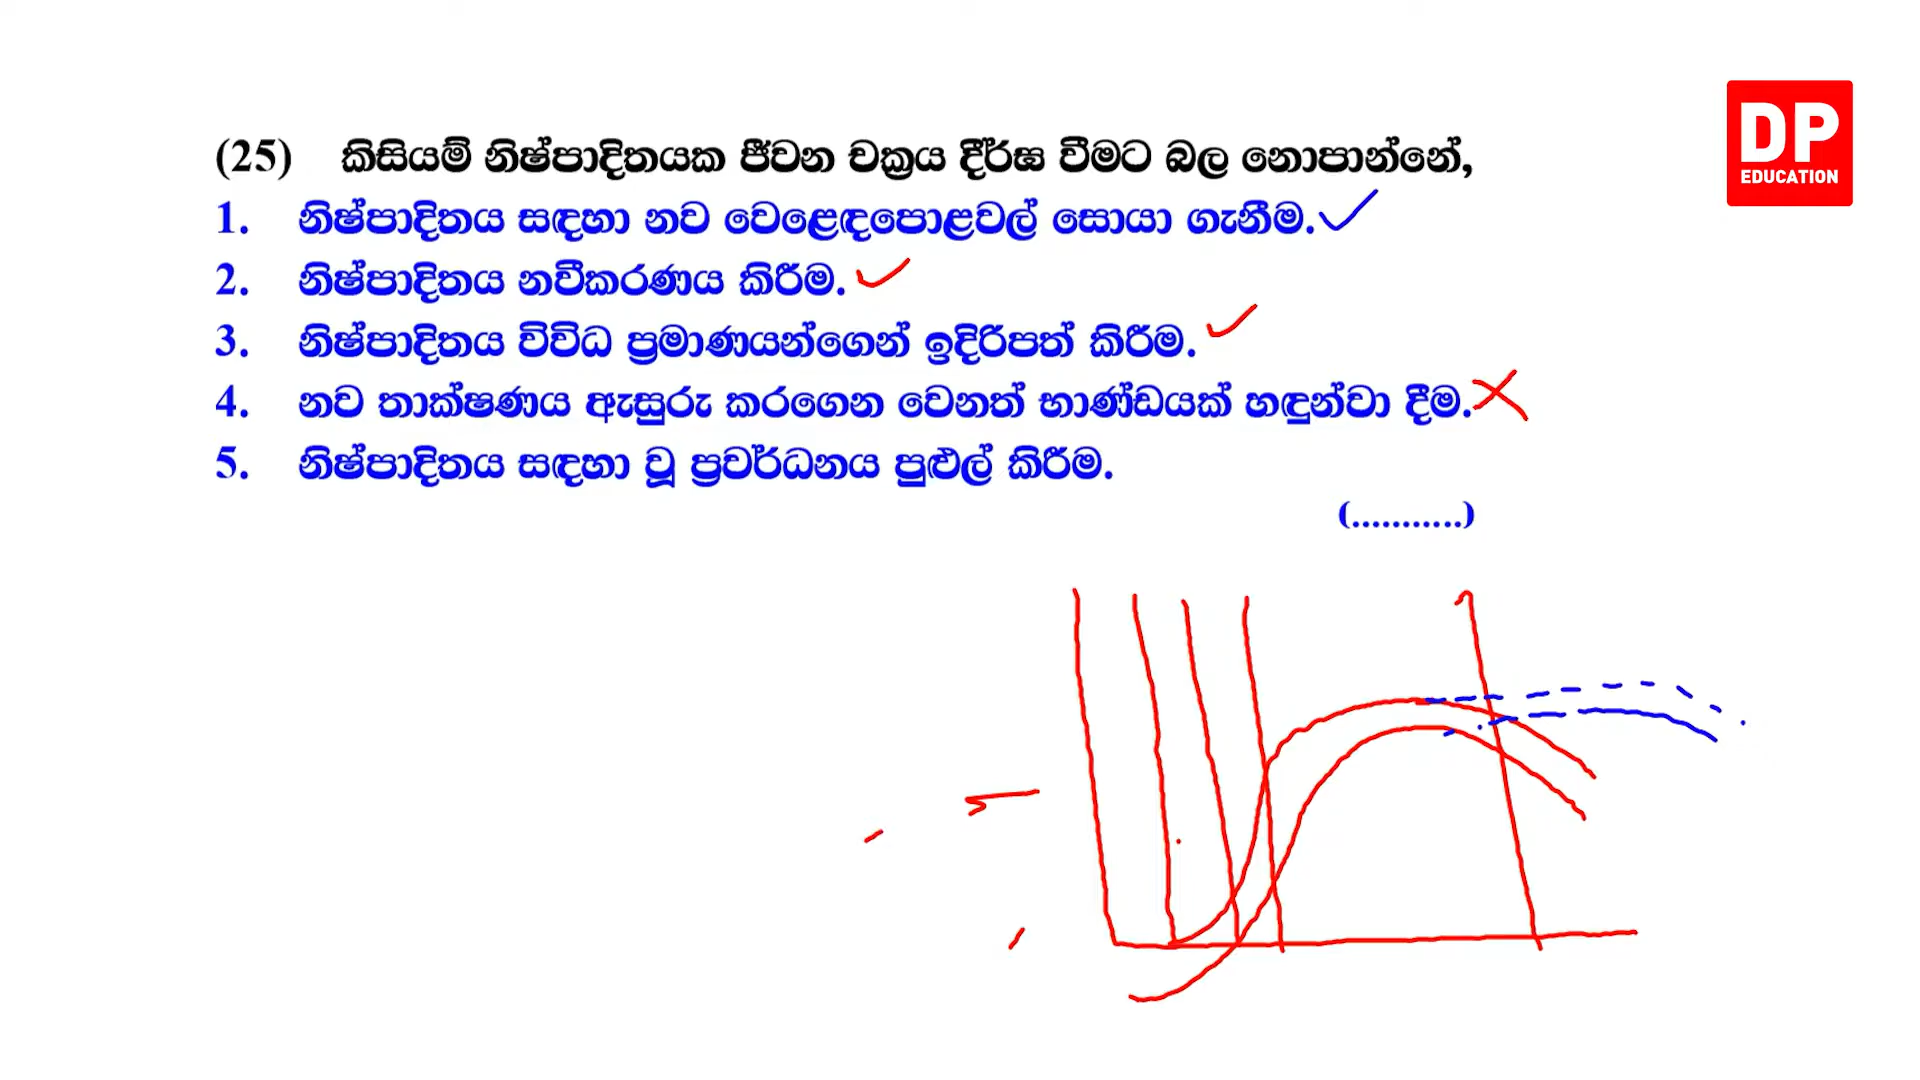 DP
EDUCATION
(25) කිසියම් නිෂ්පාදිතයක ජීවන චක්‍රය දීර්ඝ වීමට බල නොපාන්නේ,
1. නිෂ්පාදිතය සඳහා නව වෙළෙඳපොළවල් සොයා ගැනීම.
2. නිෂ්පාදිතය නවීකරණය කිරීම.
3. නිෂ්පාදිතය විවිධ ප්‍රමාණයන්ගෙන් ඉදිරිපත් කිරීම.
4. නව තාක්ෂණය ඇසුරු කරගෙන වෙනත් භාණ්ඩයක් හඳුන්වා දීම.
5. නිෂ්පාදිතය සඳහා වූ ප්‍රවර්ධනය පුළුල් කිරීම.
(............)